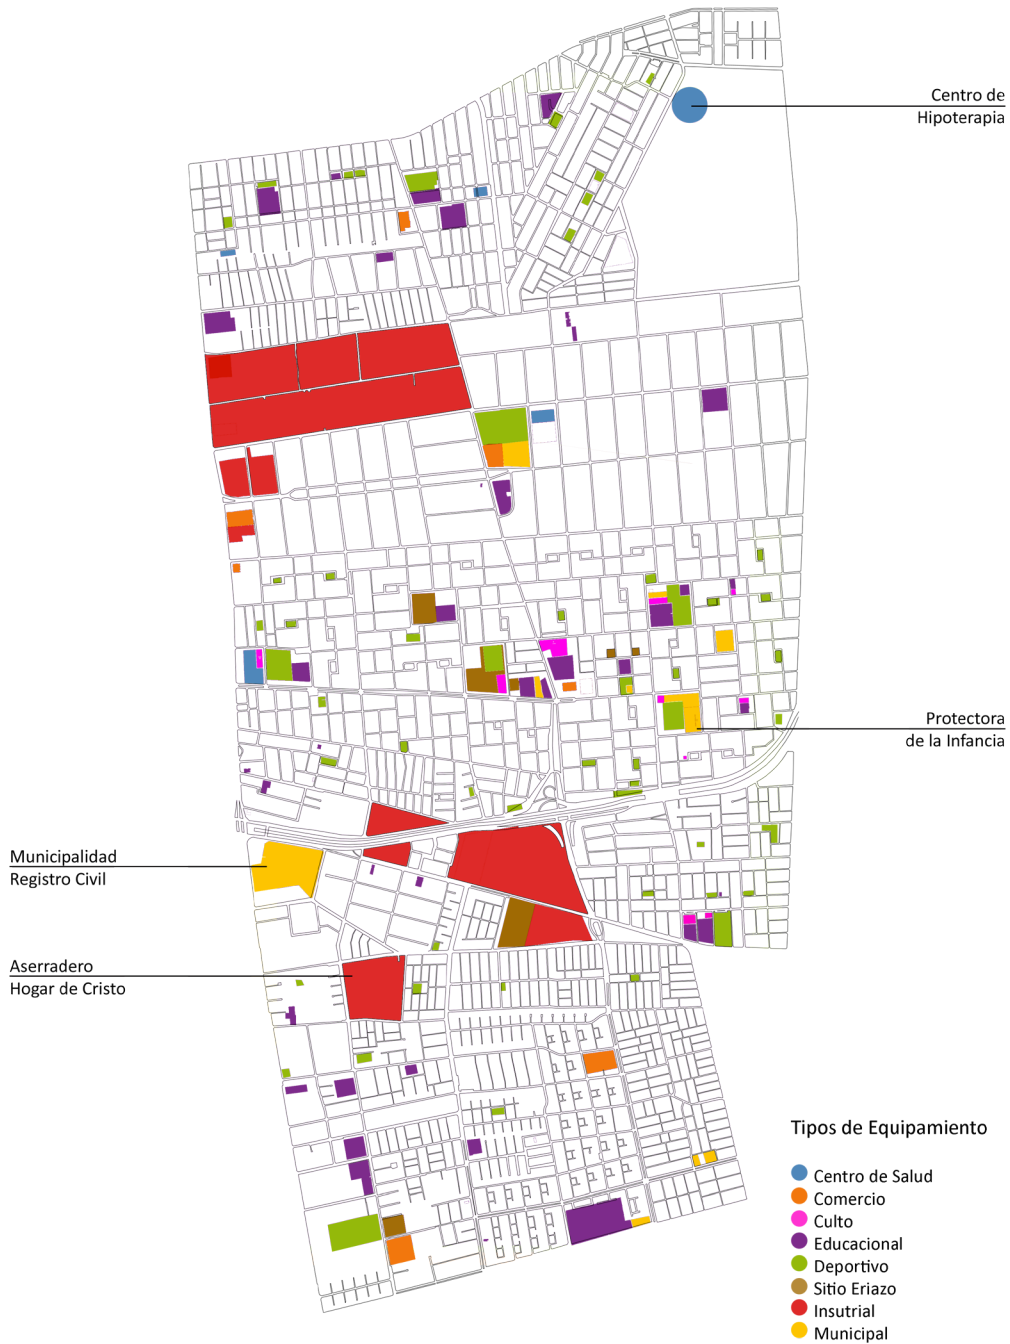 Centro de
Hipoterapia
Protectora
de la Infancia
Municipalidad
Registro Civil
Aserradero
Hogar de Cristo
Tipos de Equipamiento
Centro de Salud
Comercio
Culto
Educacional
Deportivo
Sitio Eriazo
Insutrial
Municipal